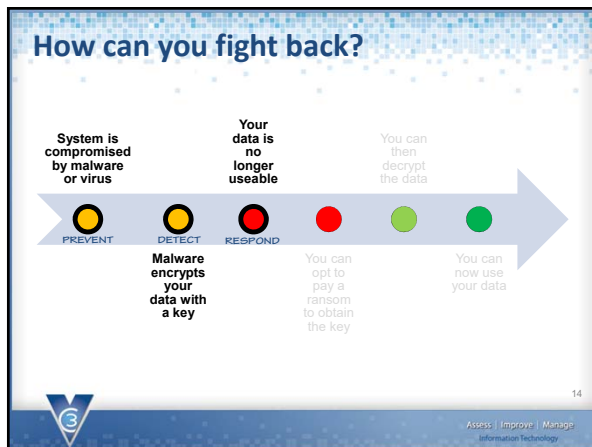 How can you fight back?
System is
compromised
by malware
or virus
Your
data is
no
longer
useable
You can
then
decrypt
the data
PREVENT
DETECT
RESPOND
Malware
encrypts
your
data with
a key
You can
opt to
pay a
ransom
to obtain
the key
You can
now use
your data
14
VC3
Assess | Improve | Manage
Information Technology